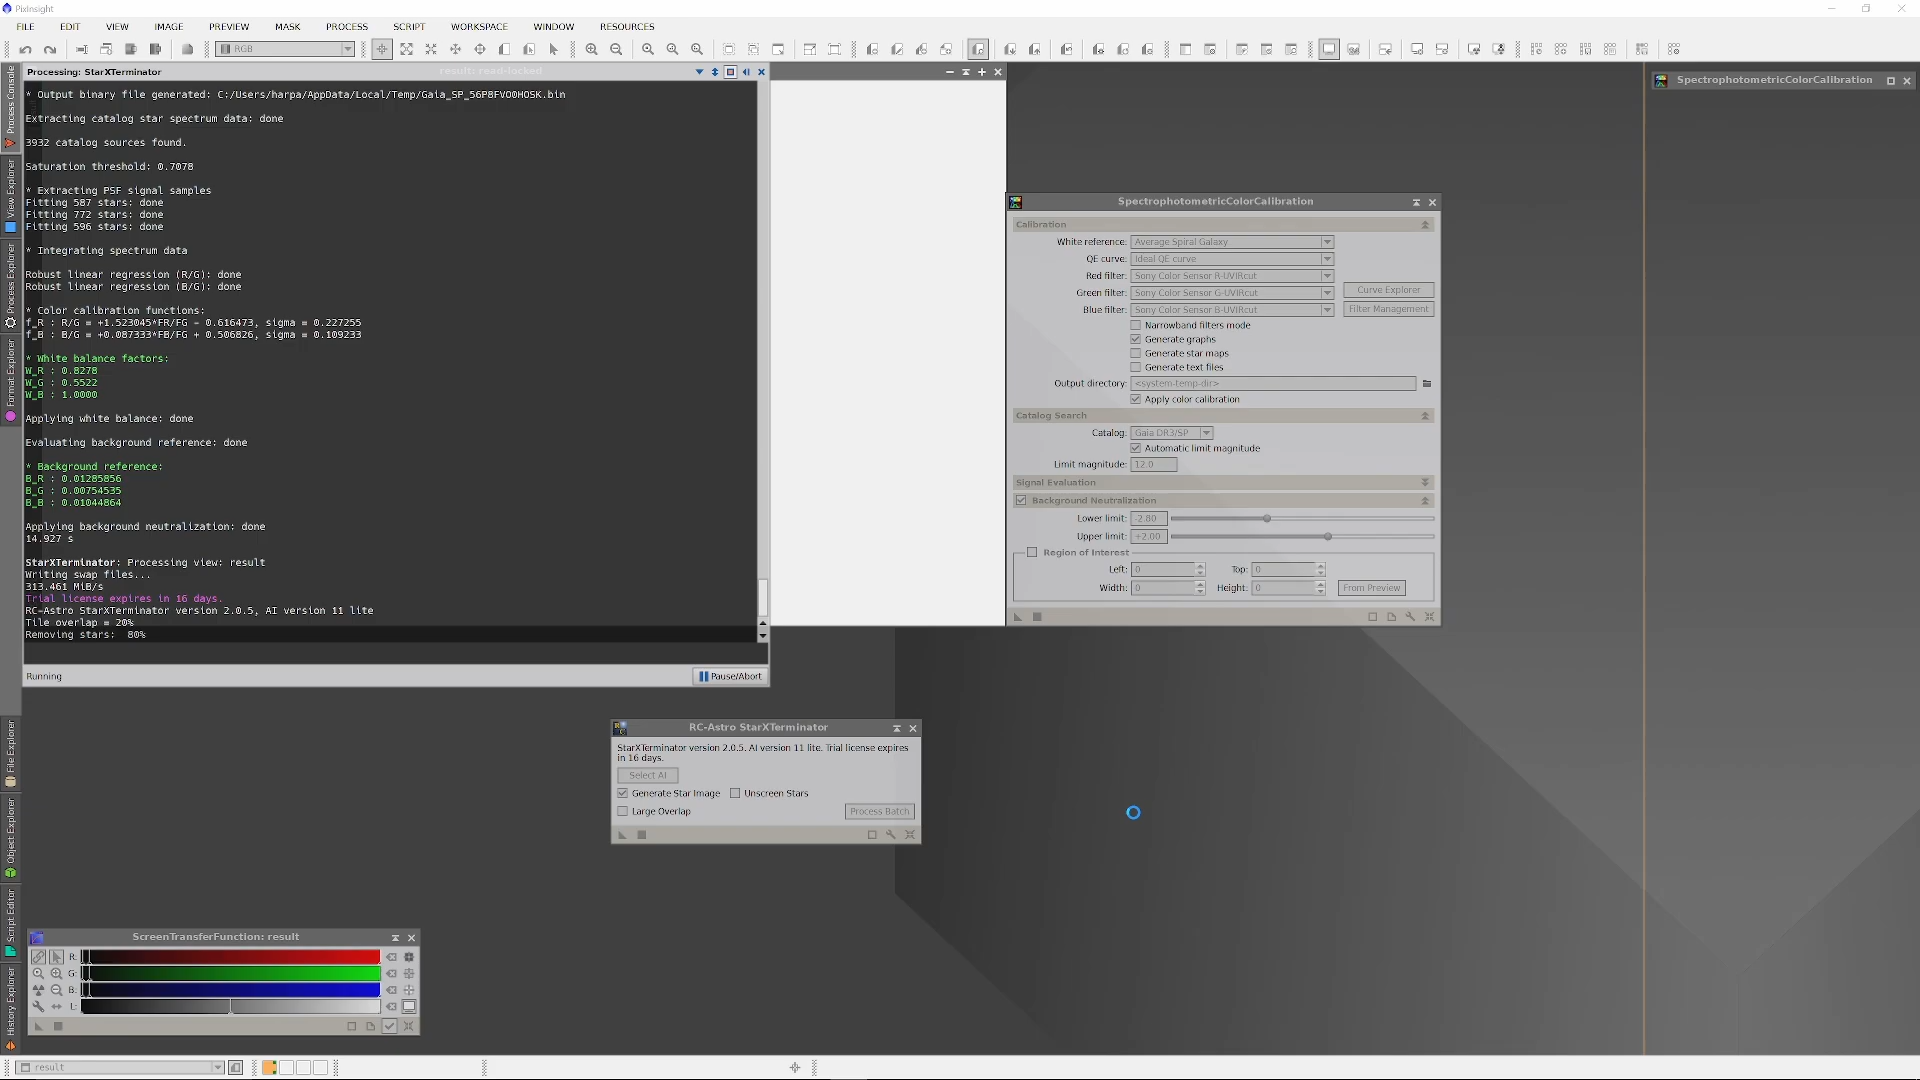 PixInsight
FILE EDIT VIEW IMAGE PREVIEW MASK PROCESS SCRIPT WORKSPACE WINDOW RESOURCES
RGB
Processing: StarXTerminator
result: read-locked
* Output binary file generated: C:/Users/harpa/AppData/Local/Temp/Gaia_SP_56P8FVO0HOSK.bin
Extracting catalog star spectrum data: done
3932 catalog sources found.
Saturation threshold: 0.7078
* Extracting PSF signal samples
Fitting 587 stars: done
Fitting 772 stars: done
Fitting 596 stars: done
* Integrating spectrum data
Robust linear regression (R/G): done
Robust linear regression (B/G): done
* Color calibration functions:
f_R : R/G = +1.523045*FR/FG - 0.616473, sigma = 0.227255
f_B : B/G = +0.087333*FB/FG + 0.506826, sigma = 0.109233
* White balance factors:
W_R : 0.8278
W_G : 0.5522
W_B : 1.0000
Applying white balance: done
Evaluating background reference: done
* Background reference:
B_R : 0.01285856
B_G : 0.00754535
B_B : 0.01044864
Applying background neutralization: done
14.927 s
StarXTerminator: Processing view: result
Writing swap files...
313.461 MiB/s
Trial license expires in 16 days.
RC-Astro StarXTerminator version 2.0.5, AI version 11 lite
Tile overlap = 20%
Removing stars: 80%
Running
Pause/Abort
Process Console
View Explorer
Process Explorer
Format Explorer
File Explorer
Object Explorer
Script Editor
History Explorer
SpectrophotometricColorCalibration
Calibration
White reference: Average Spiral Galaxy
QE curve: Ideal QE curve
Red filter: Sony Color Sensor R-UVIRcut
Green filter: Sony Color Sensor G-UVIRcut
Curve Explorer
Blue filter: Sony Color Sensor B-UVIRcut
Filter Management
Narrowband filters mode
Generate graphs
Generate star maps
Generate text files
Output directory: <system-temp-dir>
Apply color calibration
Catalog Search
Catalog: Gaia DR3/SP
Automatic limit magnitude
Limit magnitude: 12.0
Signal Evaluation
Background Neutralization
Lower limit: -2.80
Upper limit: +2.00
Region of Interest
Left: 0 Top: 0
Width: 0 Height: 0 From Preview
SpectrophotometricColorCalibration
RC-Astro StarXTerminator
StarXTerminator version 2.0.5. AI version 11 lite. Trial license expires
in 16 days.
Select AI
Generate Star Image Unscreen Stars
Large Overlap Process Batch
ScreenTransferFunction: result
R:
G:
B:
L:
result